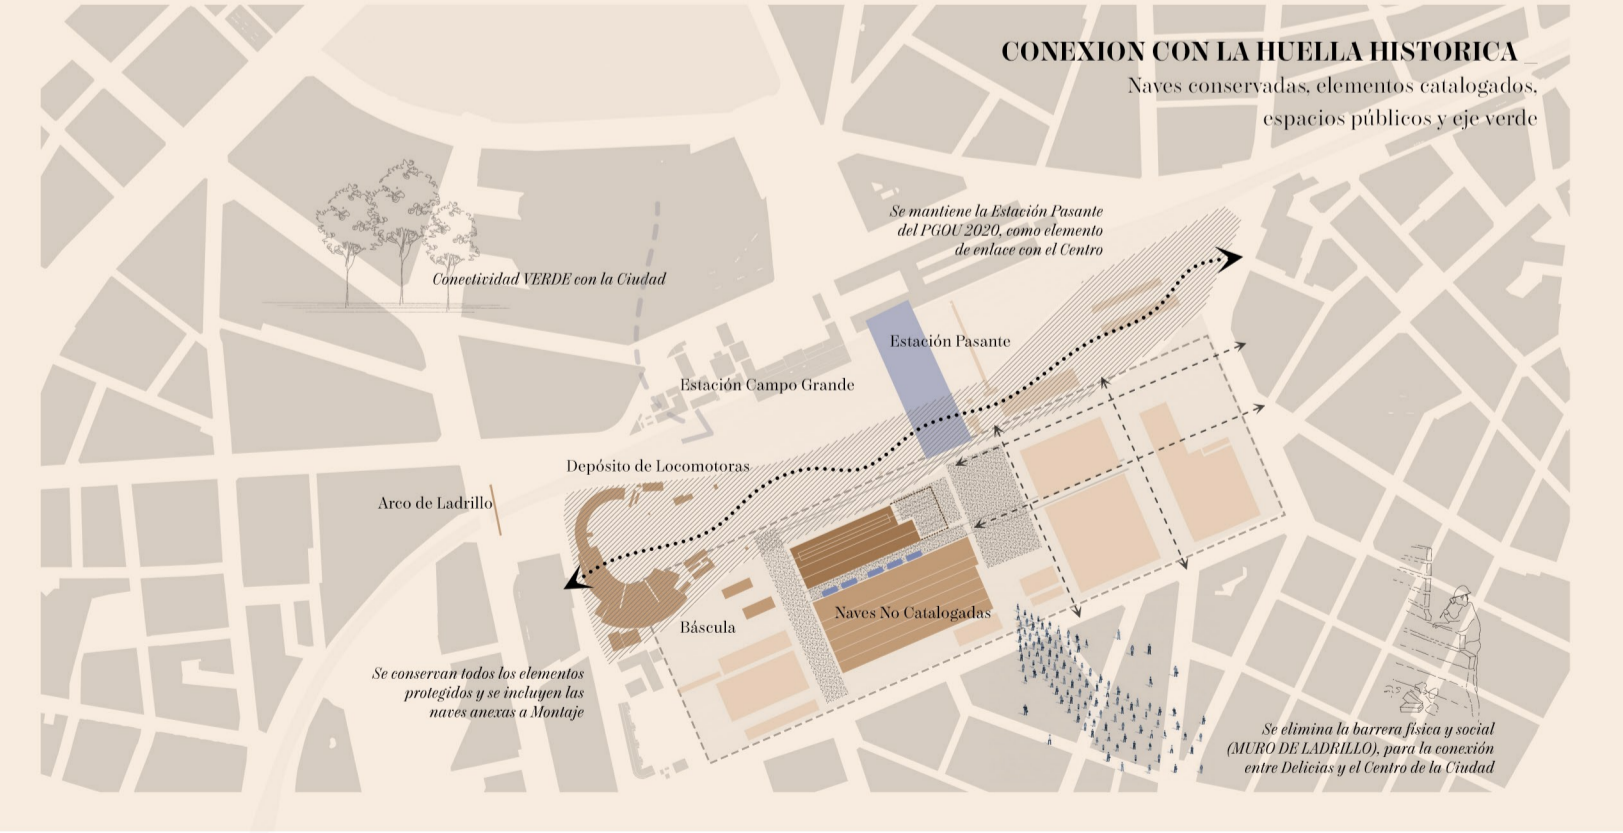 CONEXION CON LA HUELLA HISTORICA _
Naves conservadas, elementos catalogados,
espacios públicos y eje verde
Se mantiene la Estación Pasante
del PGOU 2020, como elemento
de enlace con el Centro
Conectividad VERDE con la Ciudad
Estación Pasante
Estación Campo Grande
Depósito de Locomotoras
Arco de Ladrillo
Naves No Catalogadas
Báscula
Se conservan todos los elementos
protegidos y se incluyen las
naves anexas a Montaje
Se elimina la barrera física y social
(MURO DE LADRILLO), para la conexión
entre Delicias y el Centro de la Ciudad